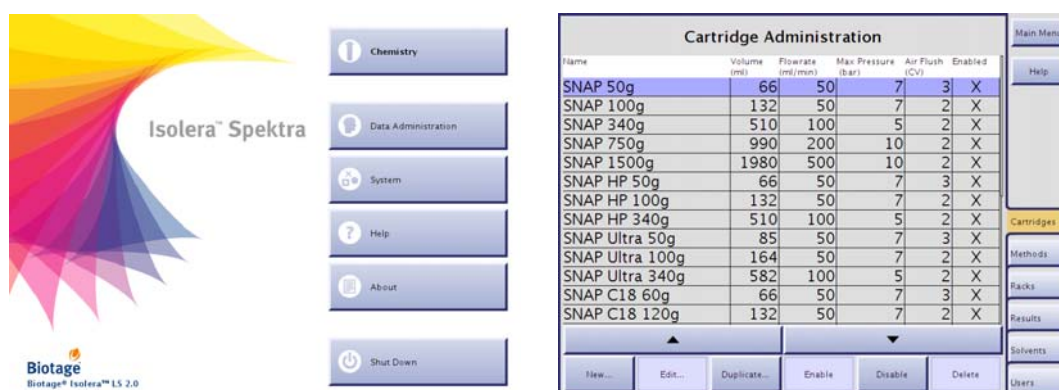 Chemistry
Isolera™ Spektra
Data Administration
System
Help
About
Shut Down
Biotage
Biotage® Isolera™ LS 2.0
Cartridge Administration
Name Volume (ml) Flowrate (ml/min) Max Pressure (bar) Air Flush (CV) Enabled
SNAP 50g 66 50 7 3 X
SNAP 100g 132 50 7 2 X
SNAP 340g 510 100 5 2 X
SNAP 750g 990 200 10 2 X
SNAP 1500g 1980 500 10 2 X
SNAP HP 50g 66 50 7 3 X
SNAP HP 100g 132 50 7 2 X
SNAP HP 340g 510 100 5 2 X
SNAP Ultra 50g 85 50 7 3 X
SNAP Ultra 100g 164 50 7 2 X
SNAP Ultra 340g 582 100 5 2 X
SNAP C18 60g 66 50 7 3 X
SNAP C18 120g 132 50 7 2 X
New... Edit... Duplicate... Enable Disable Delete
Main Menu
Help
Cartridges
Methods
Racks
Results
Solvents
Users